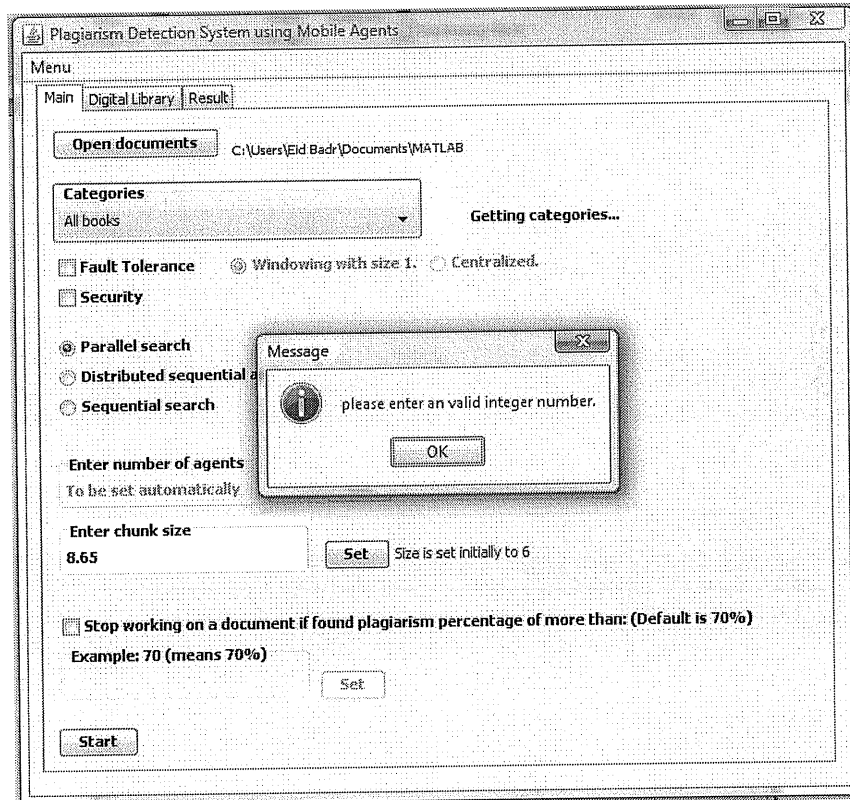 Plagiarism Detection System using Mobile Agents
Menu
Main Digital Library Result
Open documents C:\Users\Eid Badr\Documents\MATLAB
Categories
All books
Getting categories...
Fault Tolerance Windowing with size 1. Centralized.
Security
Parallel search
Distributed sequential a
Sequential search
Message
please enter an valid integer number.
OK
Enter number of agents
To be set automatically
Enter chunk size
8.65
Set Size is set initially to 6
Stop working on a document if found plagiarism percentage of more than: (Default is 70%)
Example: 70 (means 70%)
Set
Start